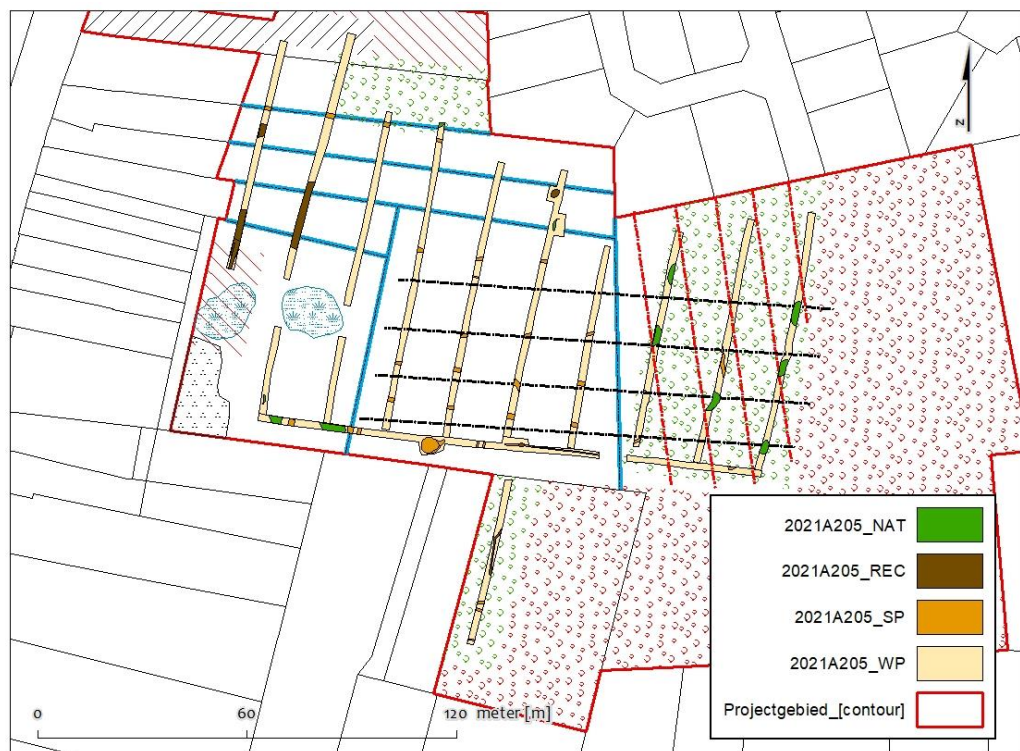 N
2021A205_NAT
2021A205_REC
2021A205_SP
2021A205_WP
Projectgebied_[contour]
0 60 120 meter [m]